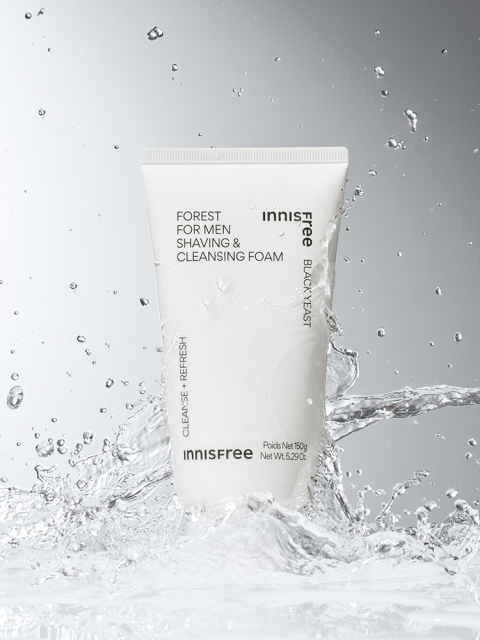 FOREST
FOR MEN
SHAVING &
CLEANSING FOAM
INNISFree
BLACK YEAST
CLEANSE + REFRESH
INNISFree
Poids Net 150g
Net Wt. 5.29 Oz.